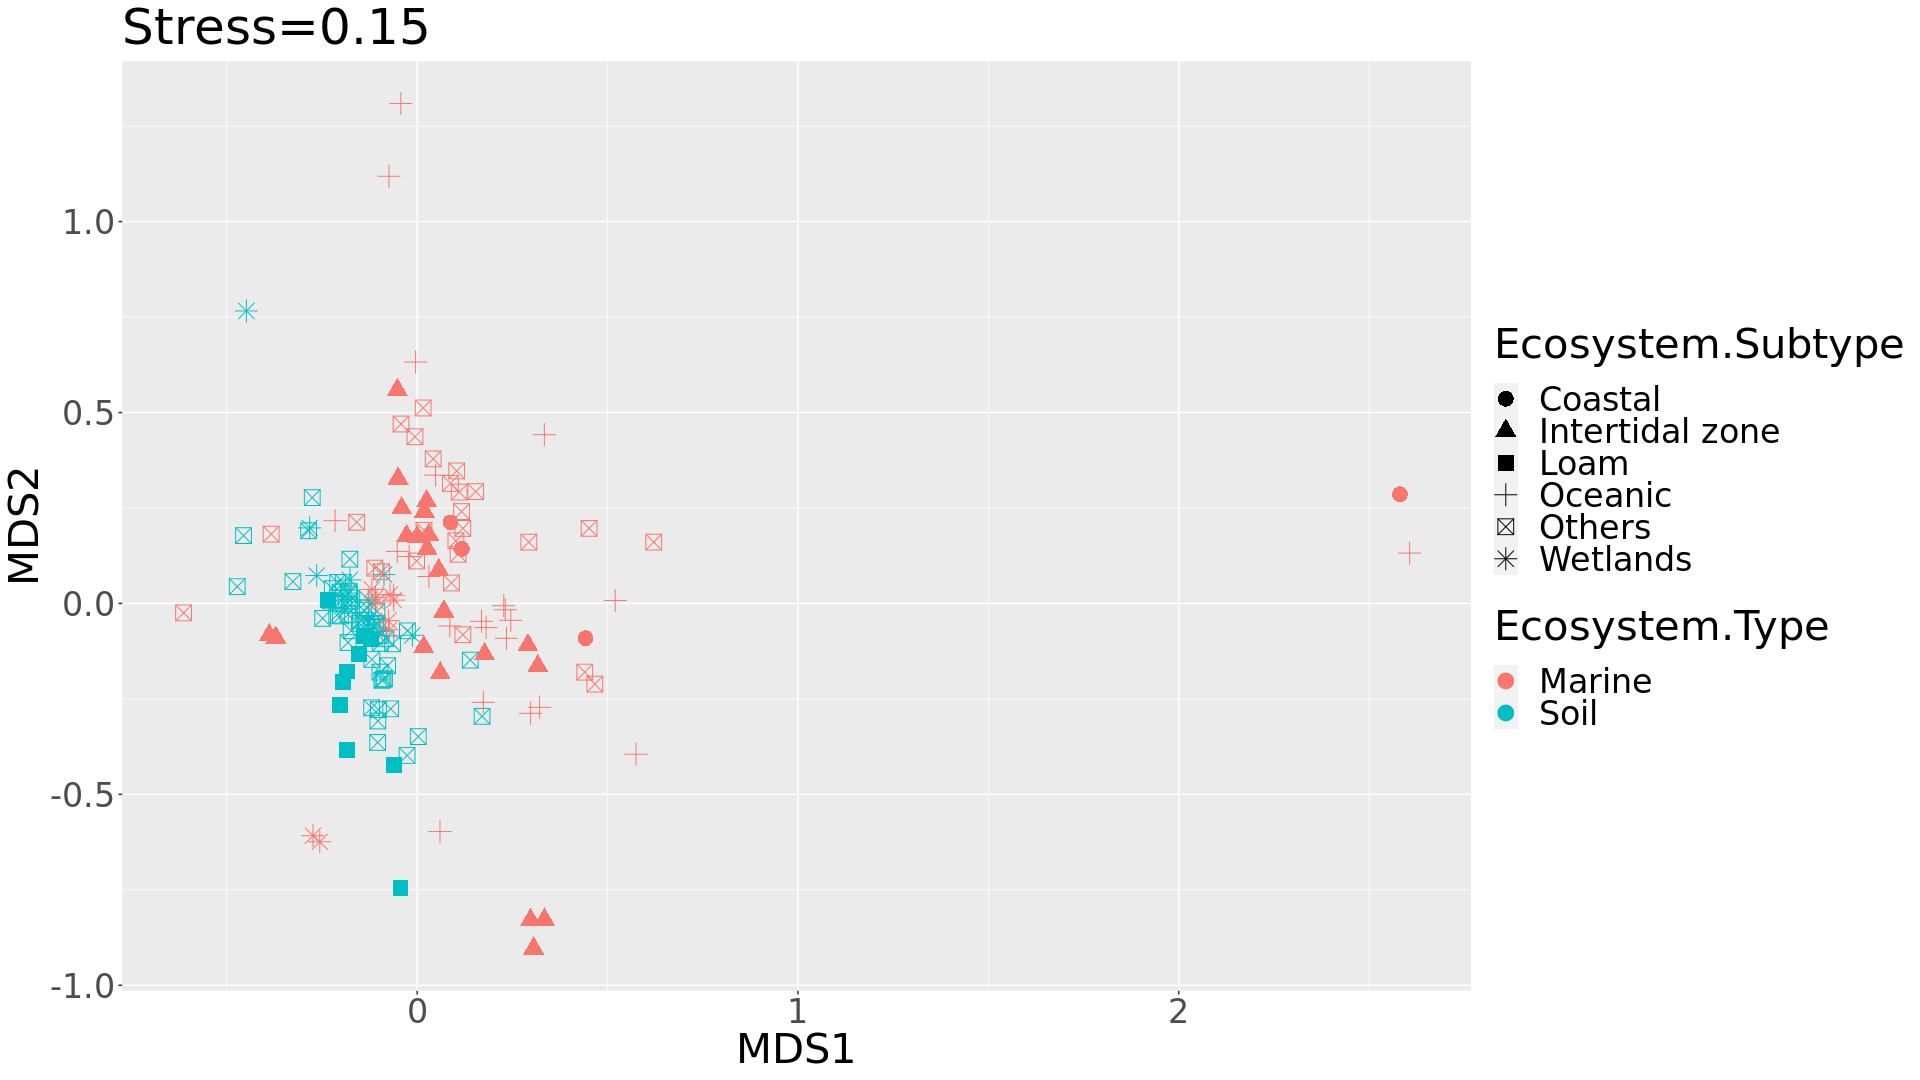 Stress=0.15
MDS2
1.0
0.5
0.0
-0.5
-1.0
0
1
2
MDS1
Ecosystem.Subtype
Coastal
Intertidal zone
Loam
Oceanic
Others
Wetlands
Ecosystem.Type
Marine
Soil